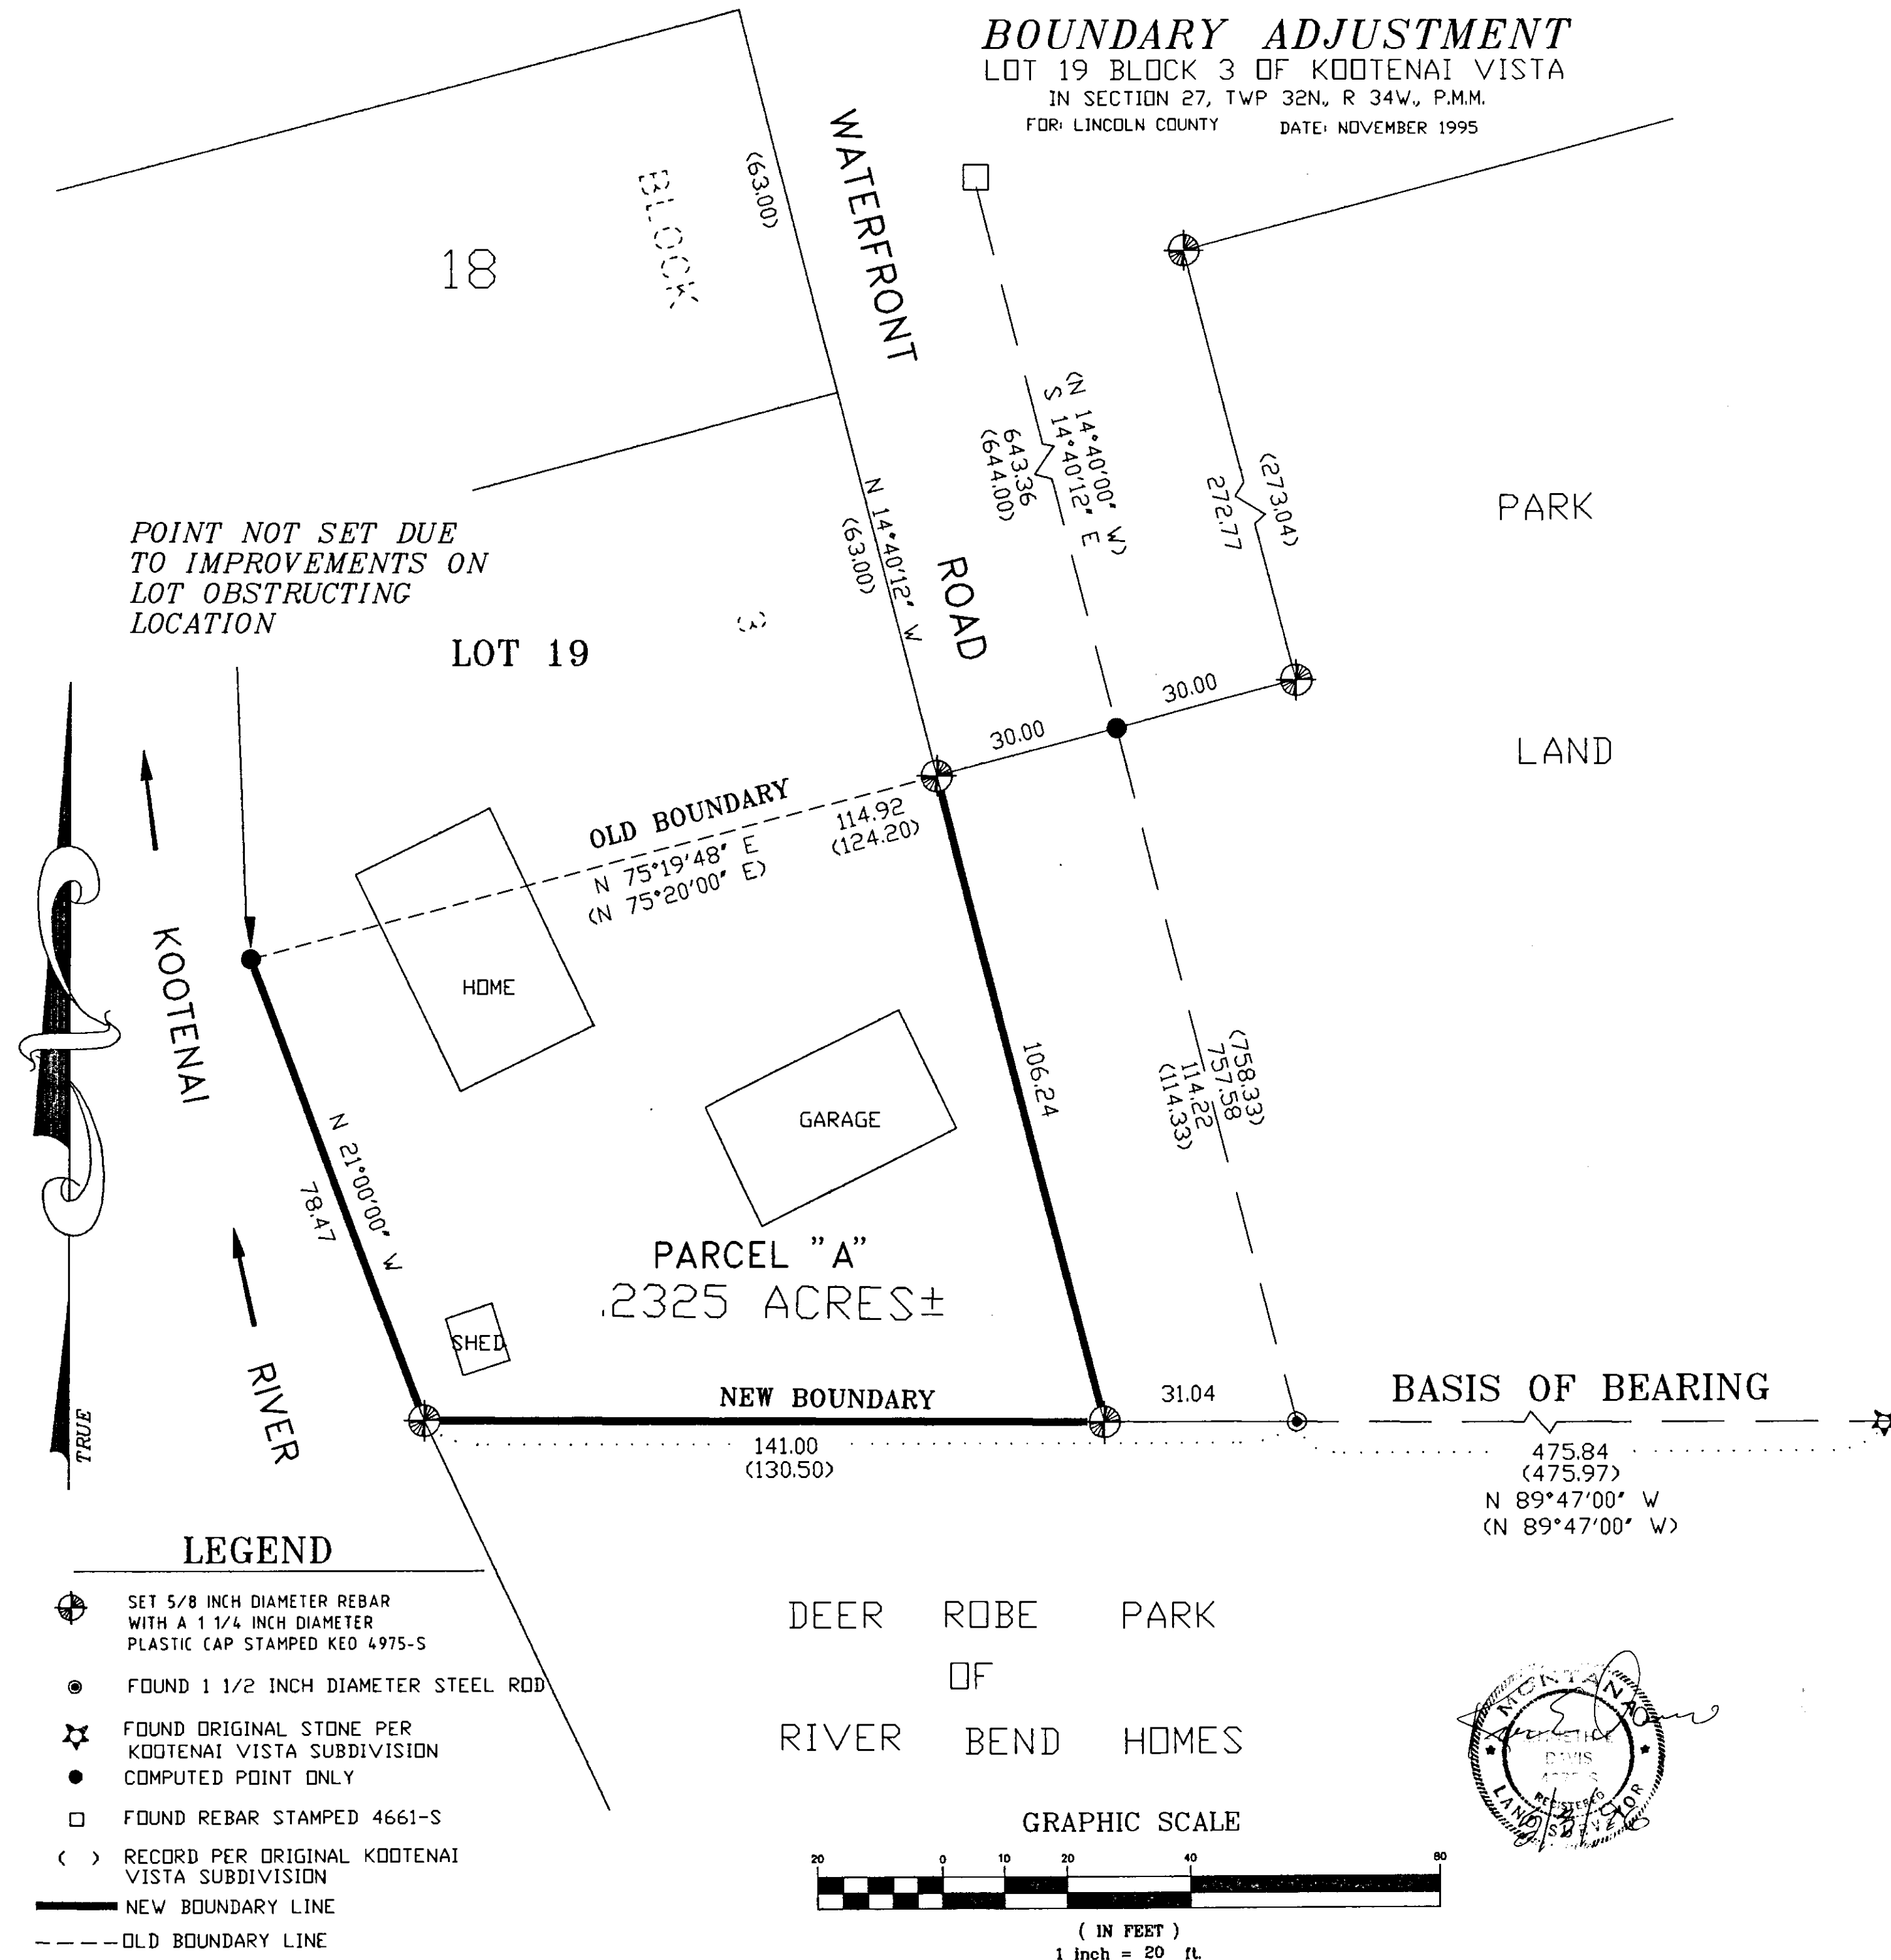 BOUNDARY ADJUSTMENT
LOT 19 BLOCK 3 OF KOOTENAI VISTA
IN SECTION 27, TWP 32N., R 34W., P.M.M.
FOR: LINCOLN COUNTY DATE: NOVEMBER 1995
18
BLOCK
(3)
(63.00)
WATERFRONT
ROAD
N 14°40'12" W
(63.00)
(N 14°40'00" W)
S 14°40'12" E
643.36
(644.00)
(273.04)
272.77
PARK
LAND
POINT NOT SET DUE
TO IMPROVEMENTS ON
LOT OBSTRUCTING
LOCATION
LOT 19
30.00
30.00
OLD BOUNDARY
114.92
(124.20)
N 75°19'48" E
(N 75°20'00" E)
KOOTENAI
RIVER
TRUE
HOME
GARAGE
SHED
106.24
(758.33)
757.58
114.22
(114.33)
N 21°00'00" W
78.47
PARCEL "A"
.2325 ACRES±
NEW BOUNDARY
31.04
141.00
(130.50)
BASIS OF BEARING
475.84
(475.97)
N 89°47'00" W
(N 89°47'00" W)
LEGEND
SET 5/8 INCH DIAMETER REBAR
WITH A 1 1/4 INCH DIAMETER
PLASTIC CAP STAMPED KED 4975-S
FOUND 1 1/2 INCH DIAMETER STEEL ROD
FOUND ORIGINAL STONE PER
KOOTENAI VISTA SUBDIVISION
COMPUTED POINT ONLY
FOUND REBAR STAMPED 4661-S
( ) RECORD PER ORIGINAL KOOTENAI
VISTA SUBDIVISION
NEW BOUNDARY LINE
OLD BOUNDARY LINE
DEER ROBE PARK
OF
RIVER BEND HOMES
MONTANA
DAVIS
REGISTERED
LAND SURVEYOR
GRAPHIC SCALE
20 0 10 20 40 80
( IN FEET )
1 inch = 20 ft.